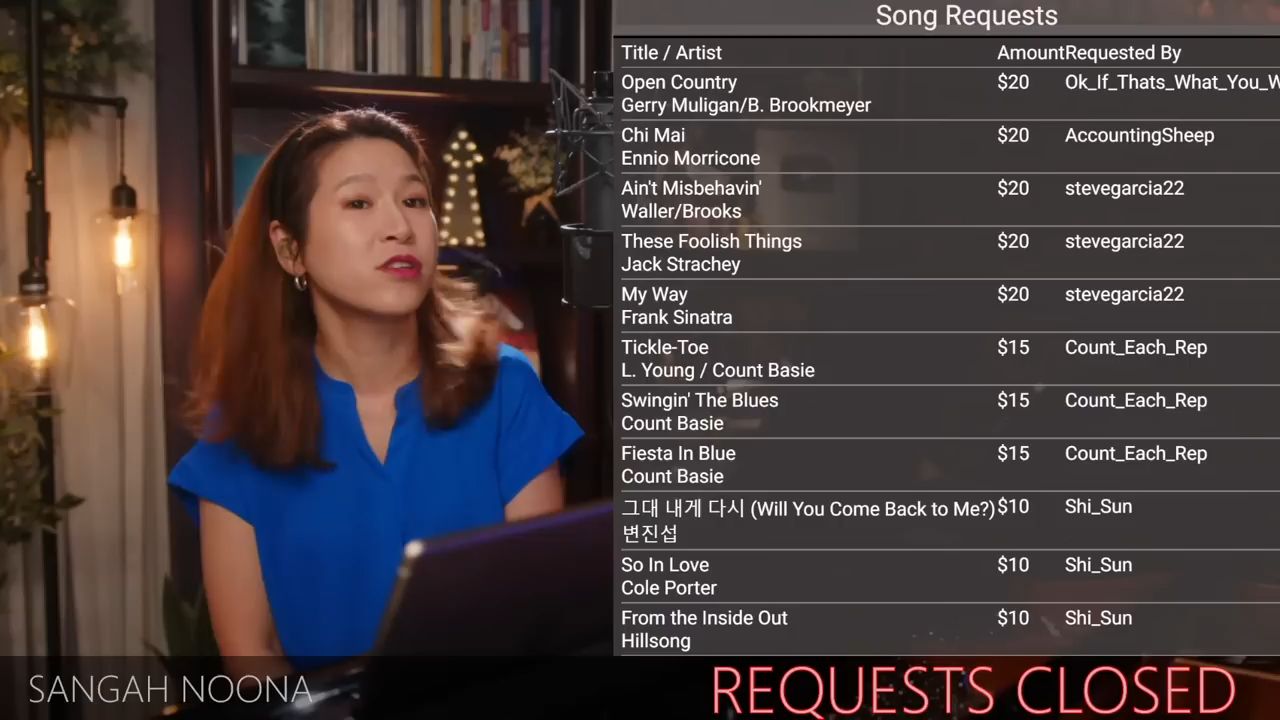 Song Requests
Title / Artist AmountRequested By
Open Country $20 Ok_If_Thats_What_You_W
Gerry Muligan/B. Brookmeyer
Chi Mai $20 AccountingSheep
Ennio Morricone
Ain't Misbehavin' $20 stevegarcia22
Waller/Brooks
These Foolish Things $20 stevegarcia22
Jack Strachey
My Way $20 stevegarcia22
Frank Sinatra
Tickle-Toe $15 Count_Each_Rep
L. Young / Count Basie
Swingin' The Blues $15 Count_Each_Rep
Count Basie
Fiesta In Blue $15 Count_Each_Rep
Count Basie
그대 내게 다시 (Will You Come Back to Me?) $10 Shi_Sun
변진섭
So In Love $10 Shi_Sun
Cole Porter
From the Inside Out $10 Shi_Sun
Hillsong
SANGAH NOONA
REQUESTS CLOSED